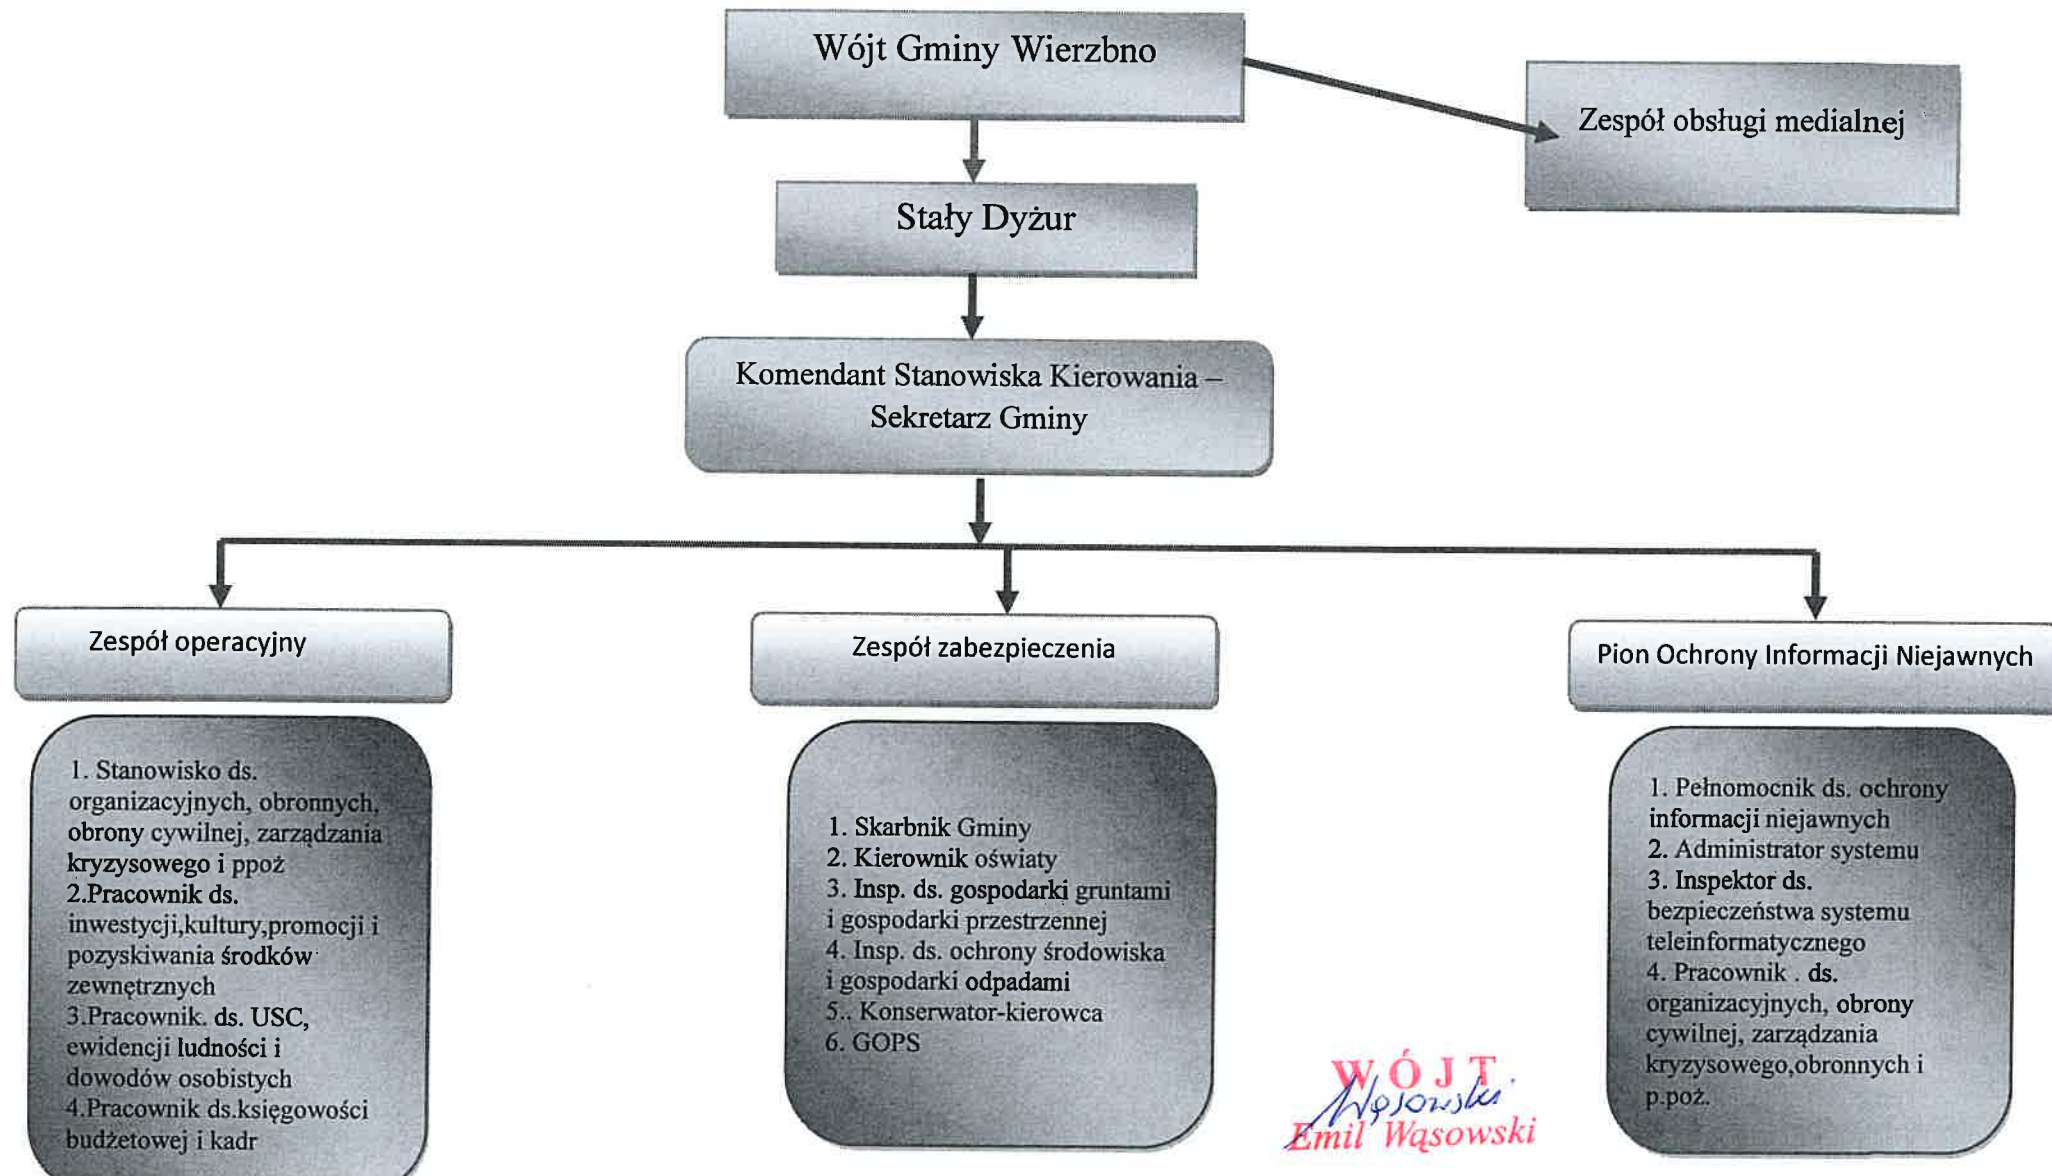 Wójt Gminy Wierzbno
Zespół obsługi medialnej
Stały Dyżur
Komendant Stanowiska Kierowania –
Sekretarz Gminy
Zespół operacyjny
Zespół zabezpieczenia
Pion Ochrony Informacji Niejawnych
1. Stanowisko ds.
organizacyjnych, obronnych,
obrony cywilnej, zarządzania
kryzysowego i ppoż
2.Pracownik ds.
inwestycji,kultury,promocji i
pozyskiwania środków
zewnętrznych
3.Pracownik. ds. USC,
ewidencji ludności i
dowodów osobistych
4.Pracownik ds.księgowości
budżetowej i kadr
1. Skarbnik Gminy
2. Kierownik oświaty
3. Insp. ds. gospodarki gruntami
i gospodarki przestrzennej
4. Insp. ds. ochrony środowiska
i gospodarki odpadami
5.. Konserwator-kierowca
6. GOPS
1. Pełnomocnik ds. ochrony
informacji niejawnych
2. Administrator systemu
3. Inspektor ds.
bezpieczeństwa systemu
teleinformatycznego
4. Pracownik . ds.
organizacyjnych, obrony
cywilnej, zarządzania
kryzysowego,obronnych i
p.poż.
WÓJT
Wąsowski
Emil Wąsowski